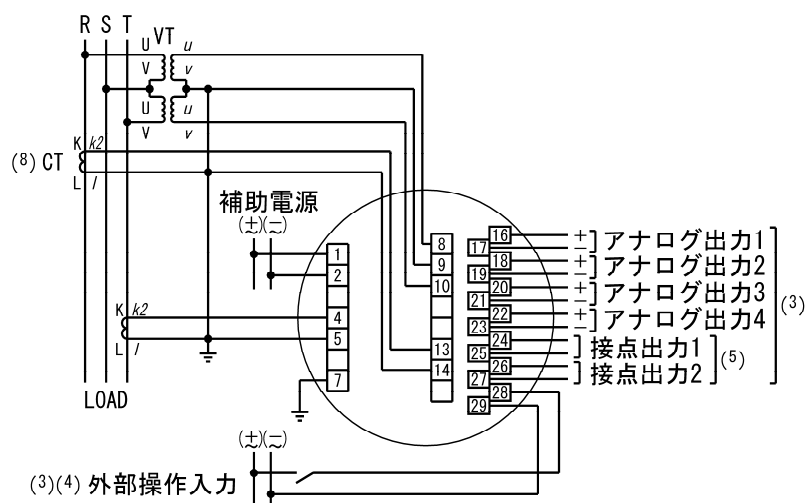 R S T
VT
U u
V v
U u
V v
(8) CT
K k2
L l
補助電源
(±)(−)
1
2
4
5
7
8
9
10
13
14
16
17
18
19
20
21
22
23
24
25
26
27
28
29
+
− アナログ出力1
+
− アナログ出力2
+
− アナログ出力3
+
− アナログ出力4
(3)
接点出力1
接点出力2
(5)
K k2
L l
LOAD
(±)(−)
(3)(4) 外部操作入力